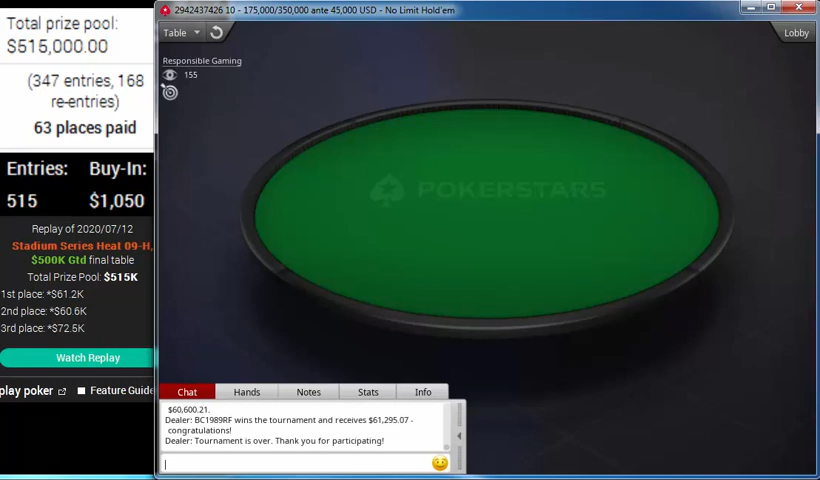 Total prize pool:
$515,000.00
(347 entries, 168
re-entries)
63 places paid
Entries: Buy-In:
515 $1,050
Replay of 2020/07/12
Stadium Series Heat 09-H,
$500K Gtd final table
Total Prize Pool: $515K
1st place: *$61.2K
2nd place: *$60.6K
3rd place: *$72.5K
Watch Replay
play poker Feature Guide
2942437426 10 - 175,000/350,000 ante 45,000 USD - No Limit Hold'em
Table
Lobby
Responsible Gaming
155
POKERSTARS
Chat Hands Notes Stats Info
$60,600.21.
Dealer: BC1989RF wins the tournament and receives $61,295.07 -
congratulations!
Dealer: Tournament is over. Thank you for participating!